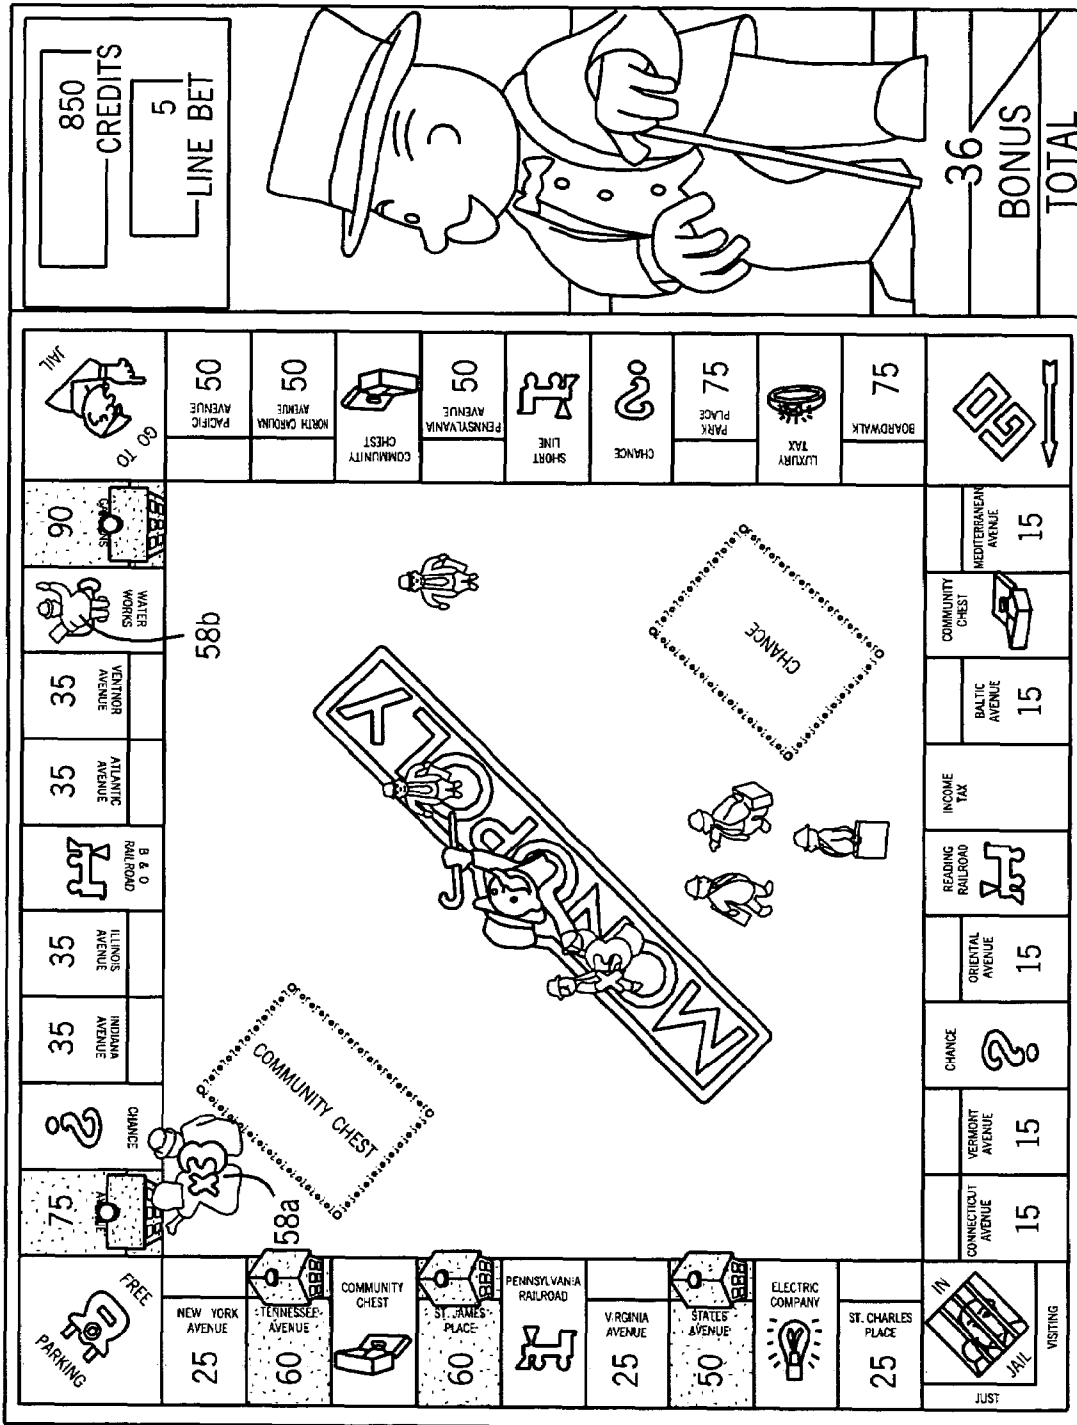 850
CREDITS
5
LINE BET
36
BONUS
TOTAL
FREE
PARKING
75
CHANCE
35
INDIANA
AVENUE
35
ILLINOIS
AVENUE
B & O
RAILROAD
35
ATLANTIC
AVENUE
35
VENTNOR
AVENUE
WATER
WORKS
90
GO TO
JAIL
50
PACIFIC
AVENUE
50
NORTH CAROLINA
AVENUE
COMMUNITY
CHEST
50
PENNSYLVANIA
AVENUE
SHORT
LINE
CHANCE
75
PARK
PLACE
LUXURY
TAX
75
BOARDWALK
GO
MEDITERRANEAN
AVENUE
15
COMMUNITY
CHEST
BALTIC
AVENUE
15
INCOME
TAX
READING
RAILROAD
ORIENTAL
AVENUE
15
CHANCE
VERMONT
AVENUE
15
CONNECTICUT
AVENUE
15
IN
JAIL
JUST
VISITING
ST. CHARLES
PLACE
25
ELECTRIC
COMPANY
STATES
AVENUE
50
VIRGINIA
AVENUE
25
PENNSYLVANIA
RAILROAD
ST. JAMES
PLACE
60
COMMUNITY
CHEST
TENNESSEE
AVENUE
60
NEW YORK
AVENUE
25
COMMUNITY CHEST
MONOPOLY
CHANCE
X3
58a
58b